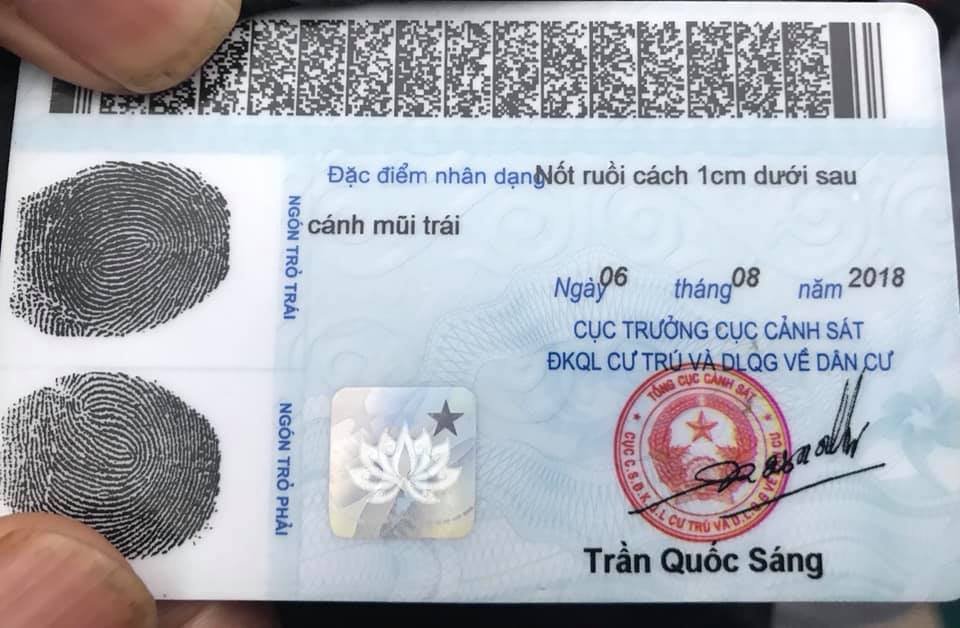 Đặc điểm nhân dạng Nốt ruồi cách 1cm dưới sau
cánh mũi trái
NGÓN TRỎ TRÁI
Ngày 06 tháng 08 năm 2018
CỤC TRƯỞNG CỤC CẢNH SÁT
ĐKQL CƯ TRÚ VÀ DLQG VỀ DÂN CƯ
NGÓN TRỎ PHẢI
TỔNG CỤC CẢNH SÁT
Trần Quốc Sáng